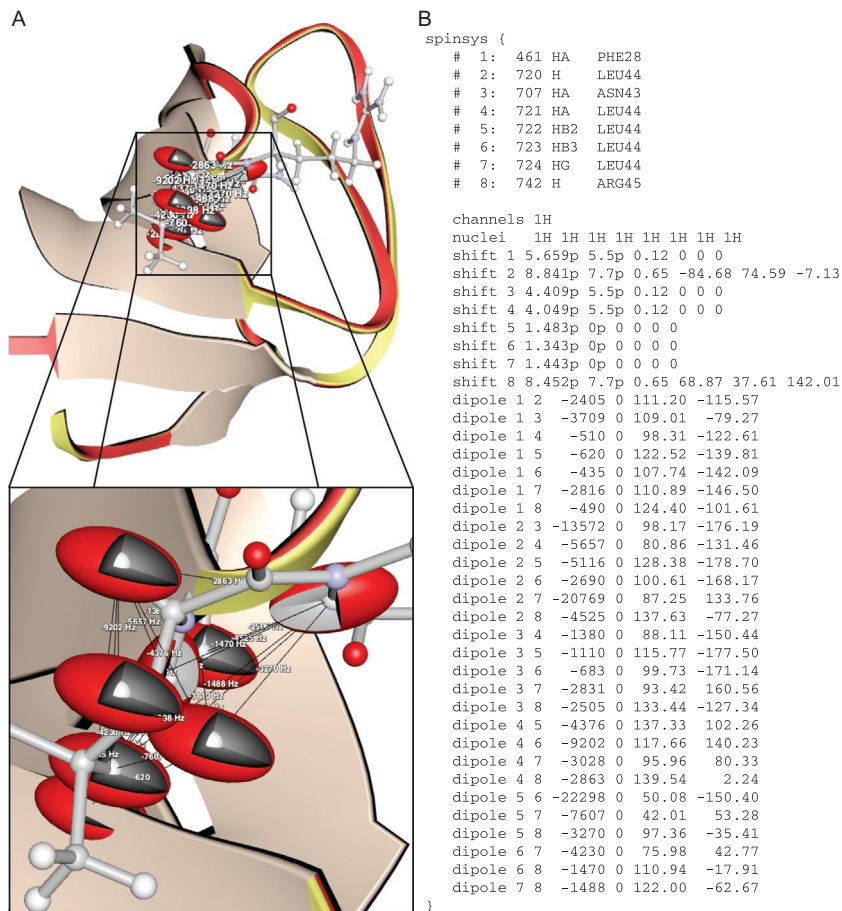 A
-2863 Hz
-9202 Hz
-1470 Hz
-1488 Hz
-4230 Hz
-760
B
spinsys {
# 1: 461 HA PHE28
# 2: 720 H LEU44
# 3: 707 HA ASN43
# 4: 721 HA LEU44
# 5: 722 HB2 LEU44
# 6: 723 HB3 LEU44
# 7: 724 HG LEU44
# 8: 742 H ARG45
channels 1H
nuclei 1H 1H 1H 1H 1H 1H 1H 1H
shift 1 5.659p 5.5p 0.12 0 0 0
shift 2 8.841p 7.7p 0.65 -84.68 74.59 -7.13
shift 3 4.409p 5.5p 0.12 0 0 0
shift 4 4.049p 5.5p 0.12 0 0 0
shift 5 1.483p 0p 0 0 0 0
shift 6 1.343p 0p 0 0 0 0
shift 7 1.443p 0p 0 0 0 0
shift 8 8.452p 7.7p 0.65 68.87 37.61 142.01
dipole 1 2 -2405 0 111.20 -115.57
dipole 1 3 -3709 0 109.01 -79.27
dipole 1 4 -510 0 98.31 -122.61
dipole 1 5 -620 0 122.52 -139.81
dipole 1 6 -435 0 107.74 -142.09
dipole 1 7 -2816 0 110.89 -146.50
dipole 1 8 -490 0 124.40 -101.61
dipole 2 3 -13572 0 98.17 -176.19
dipole 2 4 -5657 0 80.86 -131.46
dipole 2 5 -5116 0 128.38 -178.70
dipole 2 6 -2690 0 100.61 -168.17
dipole 2 7 -20769 0 87.25 133.76
dipole 2 8 -4525 0 137.63 -77.27
dipole 3 4 -1380 0 88.11 -150.44
dipole 3 5 -1110 0 115.77 -177.50
dipole 3 6 -683 0 99.73 -171.14
dipole 3 7 -2831 0 93.42 160.56
dipole 3 8 -2505 0 133.44 -127.34
dipole 4 5 -4376 0 137.33 102.26
dipole 4 6 -9202 0 117.66 140.23
dipole 4 7 -3028 0 95.96 80.33
dipole 4 8 -2863 0 139.54 2.24
dipole 5 6 -22298 0 50.08 -150.40
dipole 5 7 -7607 0 42.01 53.28
dipole 5 8 -3270 0 97.36 -35.41
dipole 6 7 -4230 0 75.98 42.77
dipole 6 8 -1470 0 110.94 -17.91
dipole 7 8 -1488 0 122.00 -62.67
}
2863 H
-5657 Hz
9202 Hz
-4376 Hz
-1470 Hz
-3270 Hz
-1488 Hz
-1110 Hz
-4230
-760
620